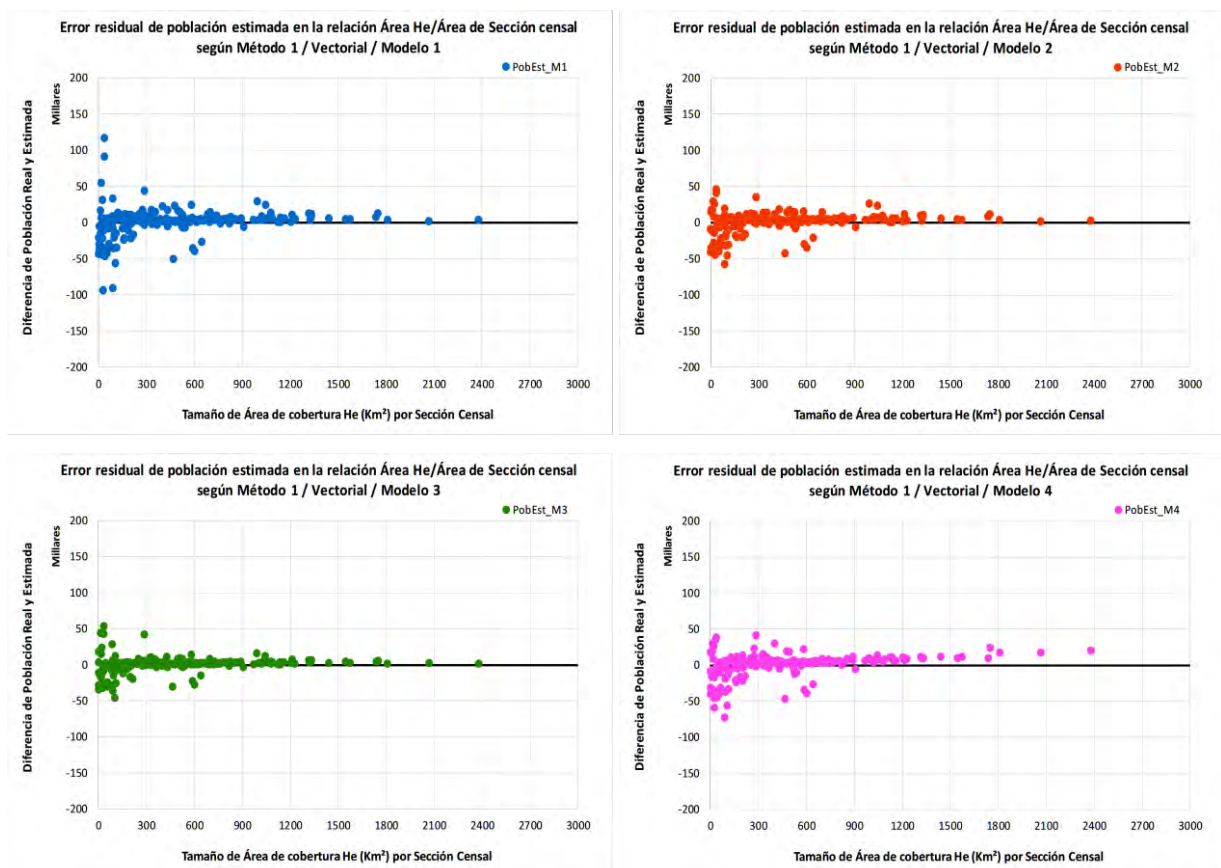 Error residual de población estimada en la relación Área He/Área de Sección censal
según Método 1 / Vectorial / Modelo 1
PobEst_M1
Diferencia de Población Real y Estimada
Millares
200
150
100
50
0
-50
-100
-150
-200
0 300 600 900 1200 1500 1800 2100 2400 2700 3000
Tamaño de Área de cobertura He (Km²) por Sección Censal
Error residual de población estimada en la relación Área He/Área de Sección censal
según Método 1 / Vectorial / Modelo 2
PobEst_M2
Diferencia de Población Real y Estimada
Millares
200
150
100
50
0
-50
-100
-150
-200
0 300 600 900 1200 1500 1800 2100 2400 2700 3000
Tamaño de Área de cobertura He (Km²) por Sección Censal
Error residual de población estimada en la relación Área He/Área de Sección censal
según Método 1 / Vectorial / Modelo 3
PobEst_M3
Diferencia de Población Real y Estimada
Millares
200
150
100
50
0
-50
-100
-150
-200
0 300 600 900 1200 1500 1800 2100 2400 2700 3000
Tamaño de Área de cobertura He (Km²) por Sección Censal
Error residual de población estimada en la relación Área He/Área de Sección censal
según Método 1 / Vectorial / Modelo 4
PobEst_M4
Diferencia de Población Real y Estimada
Millares
200
150
100
50
0
-50
-100
-150
-200
0 300 600 900 1200 1500 1800 2100 2400 2700 3000
Tamaño de Área de cobertura He (Km²) por Sección Censal